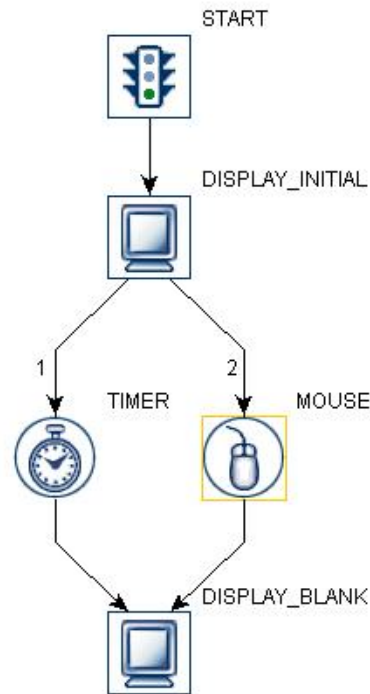 START
DISPLAY_INITIAL
1
2
TIMER
MOUSE
DISPLAY_BLANK